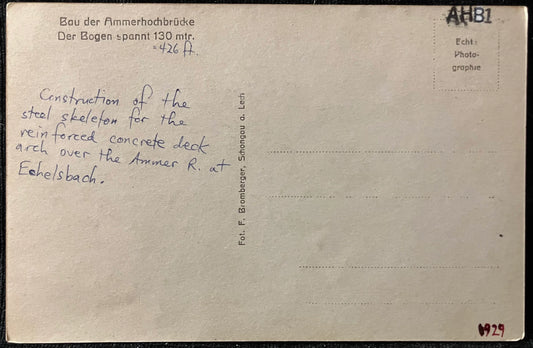 Bau der Ammerhochbrücke
Der Bogen spannt 130 mtr.
=426 ft.
Construction of the
steel skeleton for the
reinforced concrete deck
arch over the Ammer R. at
Echelsbach.
Fot. F. Bromberger, Schongau a. Lech
AHB1
Echt-
Photo-
graphie
1929